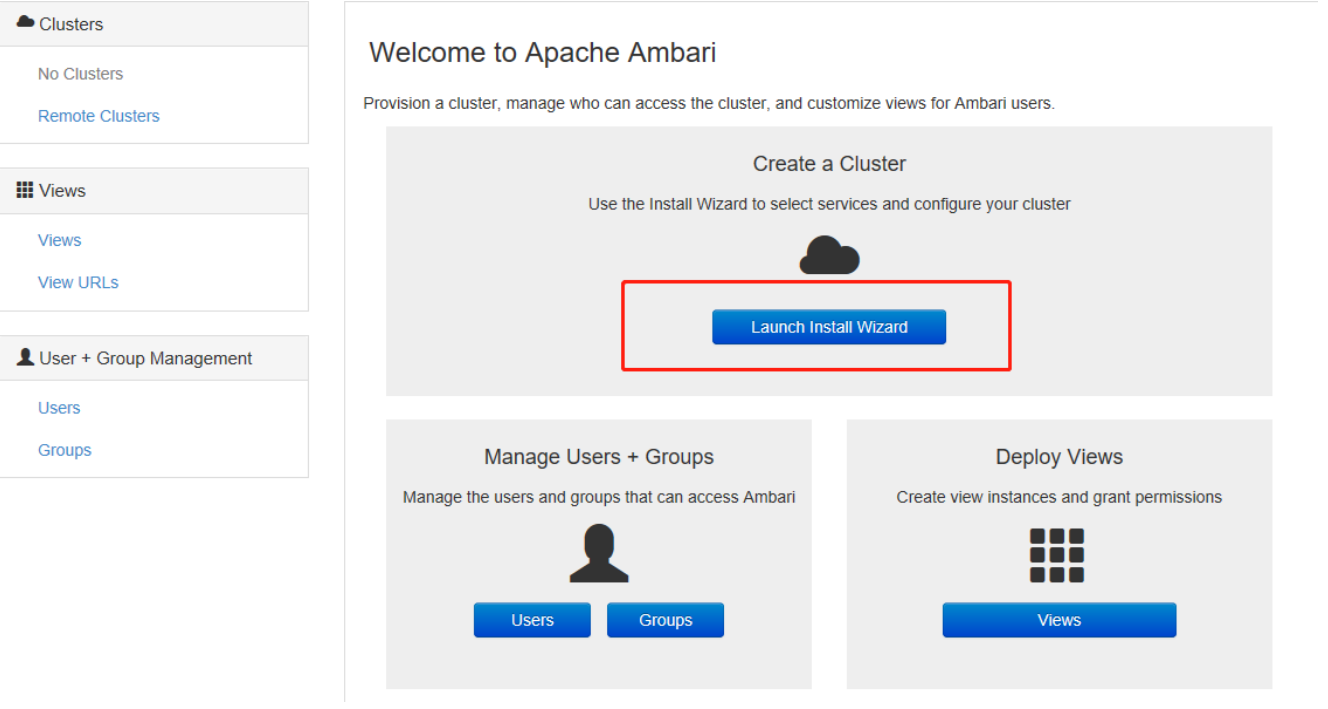 Clusters
No Clusters
Remote Clusters
Views
Views
View URLs
User + Group Management
Users
Groups
Welcome to Apache Ambari
Provision a cluster, manage who can access the cluster, and customize views for Ambari users.
Create a Cluster
Use the Install Wizard to select services and configure your cluster
Launch Install Wizard
Manage Users + Groups
Manage the users and groups that can access Ambari
Users Groups
Deploy Views
Create view instances and grant permissions
Views